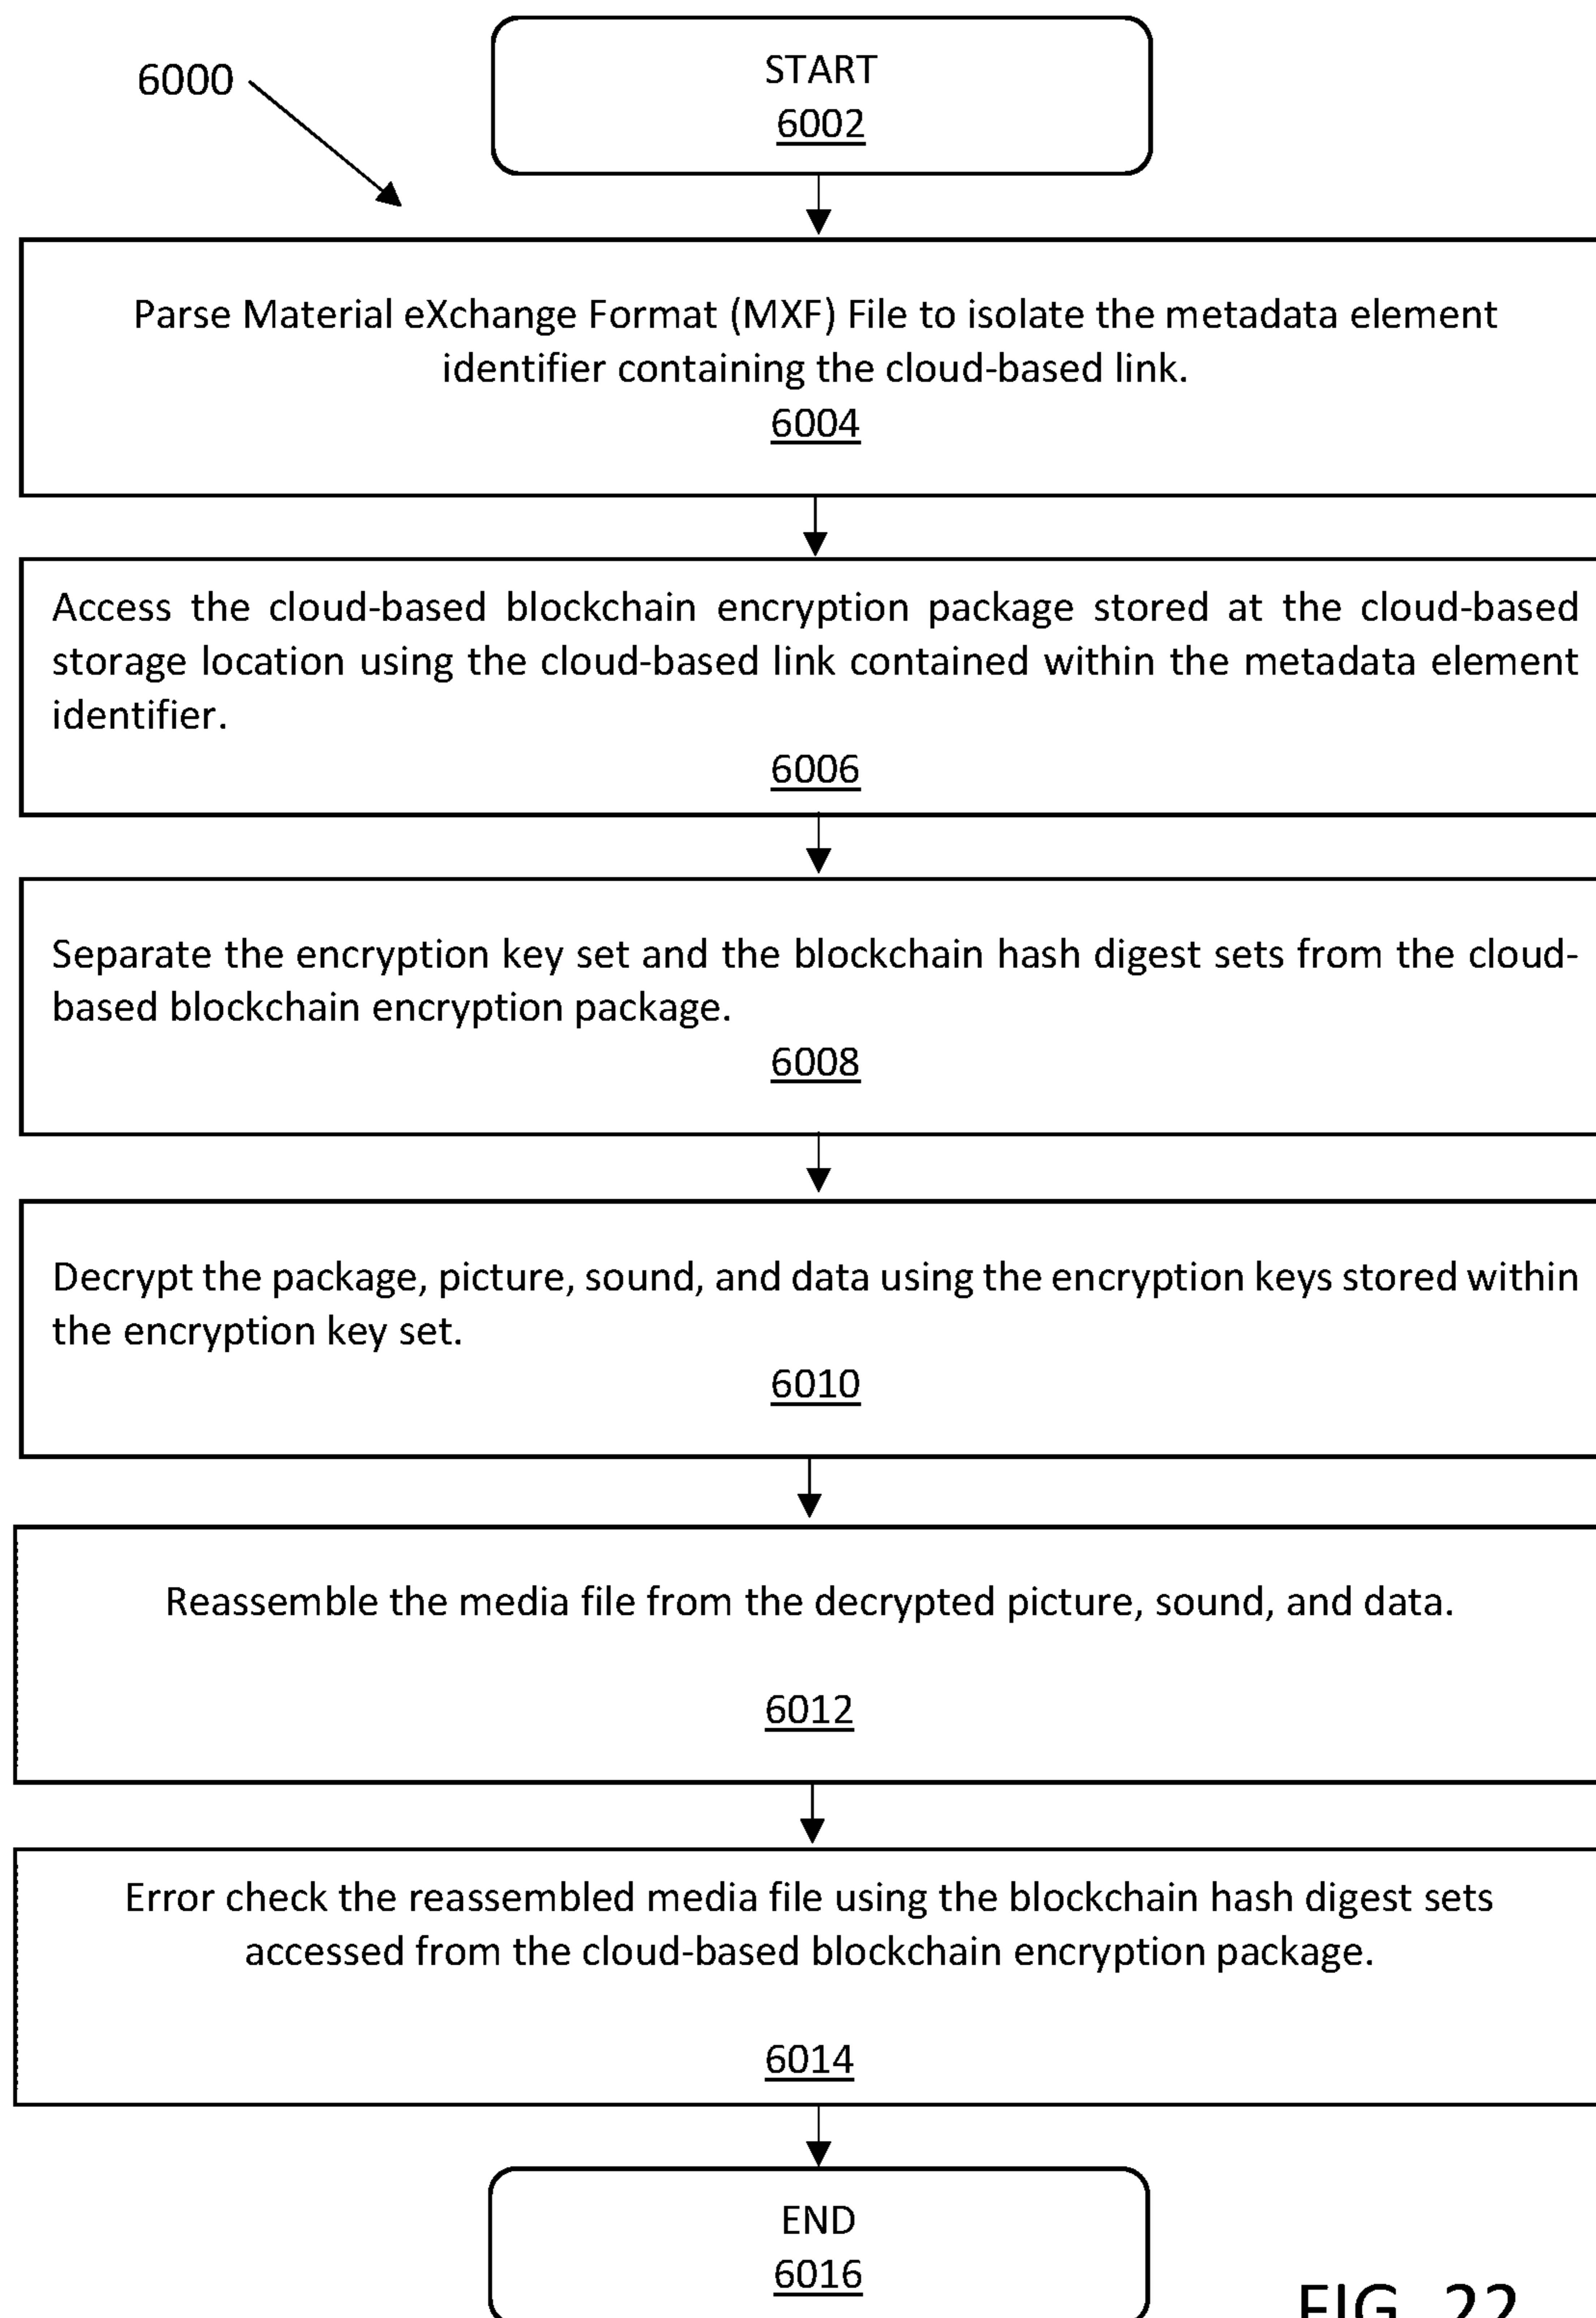 6000
START
6002
Parse Material eXchange Format (MXF) File to isolate the metadata element
identifier containing the cloud-based link.
6004
Access the cloud-based blockchain encryption package stored at the cloud-based
storage location using the cloud-based link contained within the metadata element
identifier.
6006
Separate the encryption key set and the blockchain hash digest sets from the cloud-
based blockchain encryption package.
6008
Decrypt the package, picture, sound, and data using the encryption keys stored within
the encryption key set.
6010
Reassemble the media file from the decrypted picture, sound, and data.
6012
Error check the reassembled media file using the blockchain hash digest sets
accessed from the cloud-based blockchain encryption package.
6014
END
6016
FIG. 22